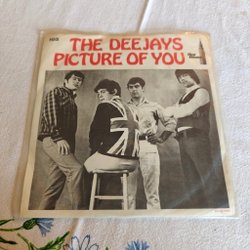 THE DEEJAYS
PICTURE OF YOU